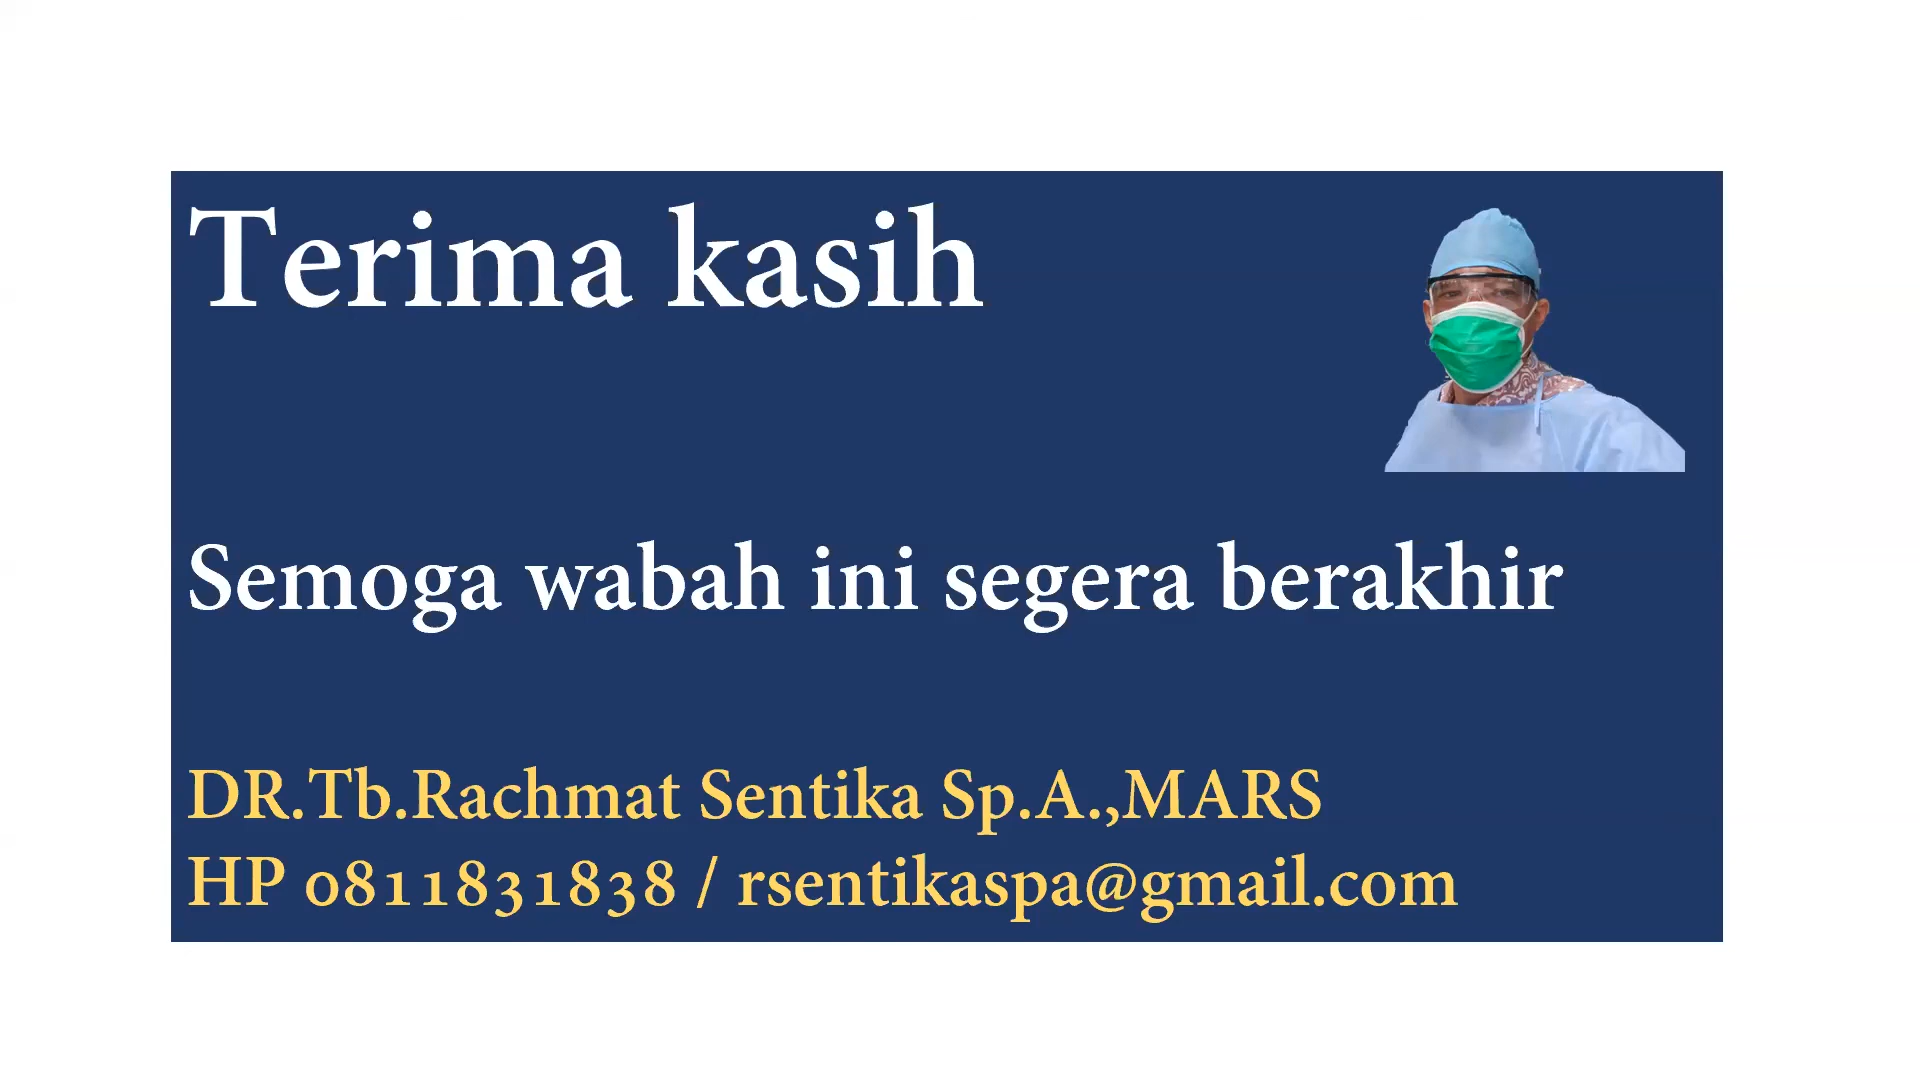 Terima kasih
Semoga wabah ini segera berakhir
DR.Tb.Rachmat Sentika Sp.A.,MARS
HP 0811831838 / rsentikaspa@gmail.com